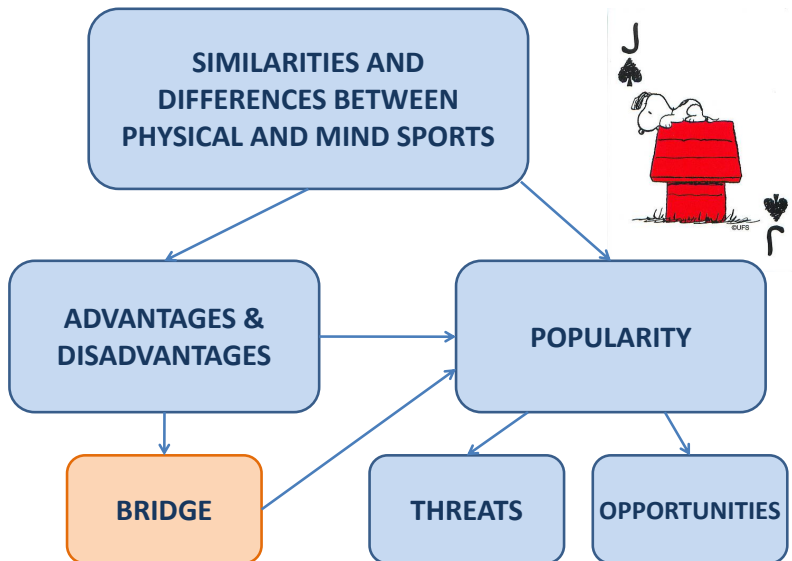 SIMILARITIES AND
DIFFERENCES BETWEEN
PHYSICAL AND MIND SPORTS
J
©UFS
J
ADVANTAGES &
DISADVANTAGES
POPULARITY
BRIDGE
THREATS
OPPORTUNITIES